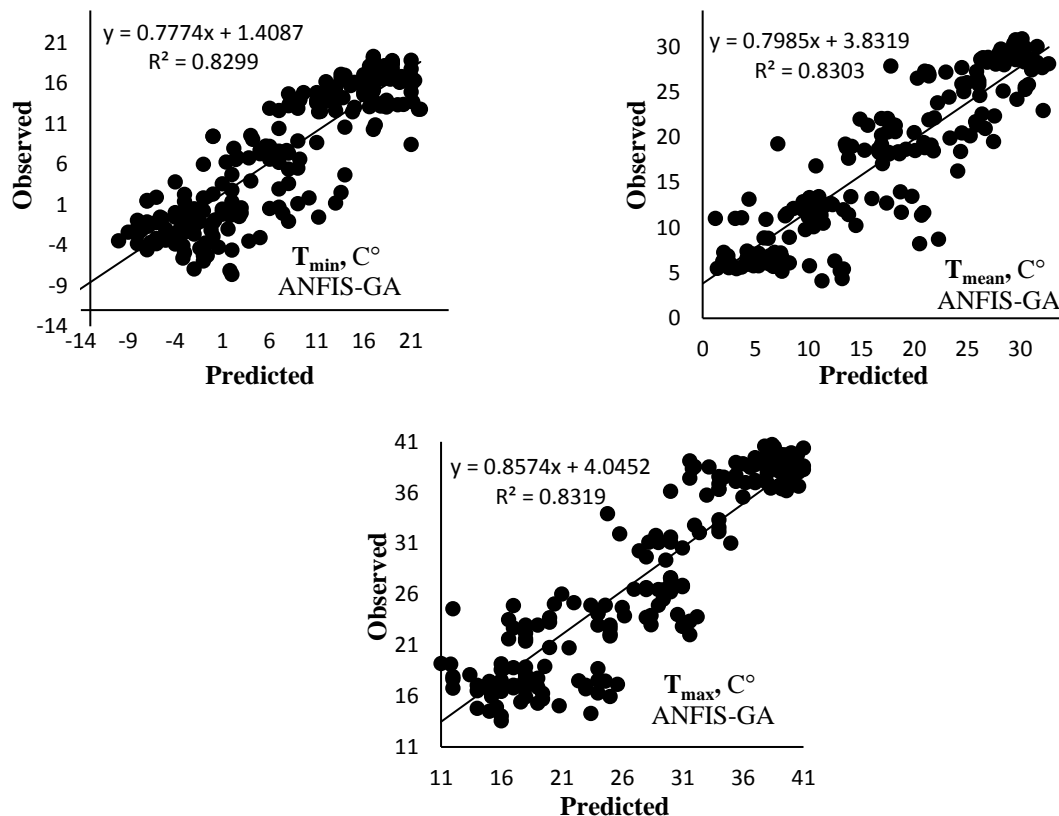 y = 0.7774x + 1.4087
R² = 0.8299
21
16
11
6
1
-4
-9
-14
Observed
T min, C°
ANFIS-GA
-14 -9 -4 1 6 11 16 21
Predicted
y = 0.7985x + 3.8319
R² = 0.8303
30
25
20
15
10
5
0
Observed
T mean, C°
ANFIS-GA
0 5 10 15 20 25 30
Predicted
y = 0.8574x + 4.0452
R² = 0.8319
41
36
31
26
21
16
11
Observed
T max, C°
ANFIS-GA
11 16 21 26 31 36 41
Predicted